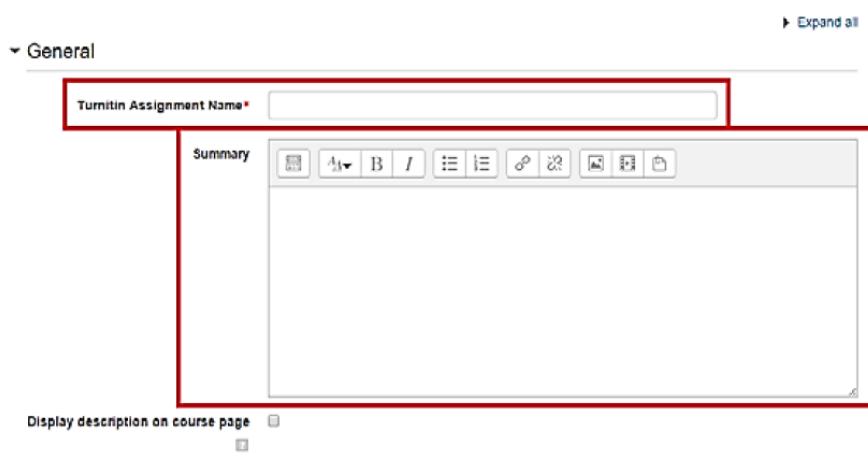 Expand all
General
Turnitin Assignment Name*
Summary
B I
Display description on course page
?